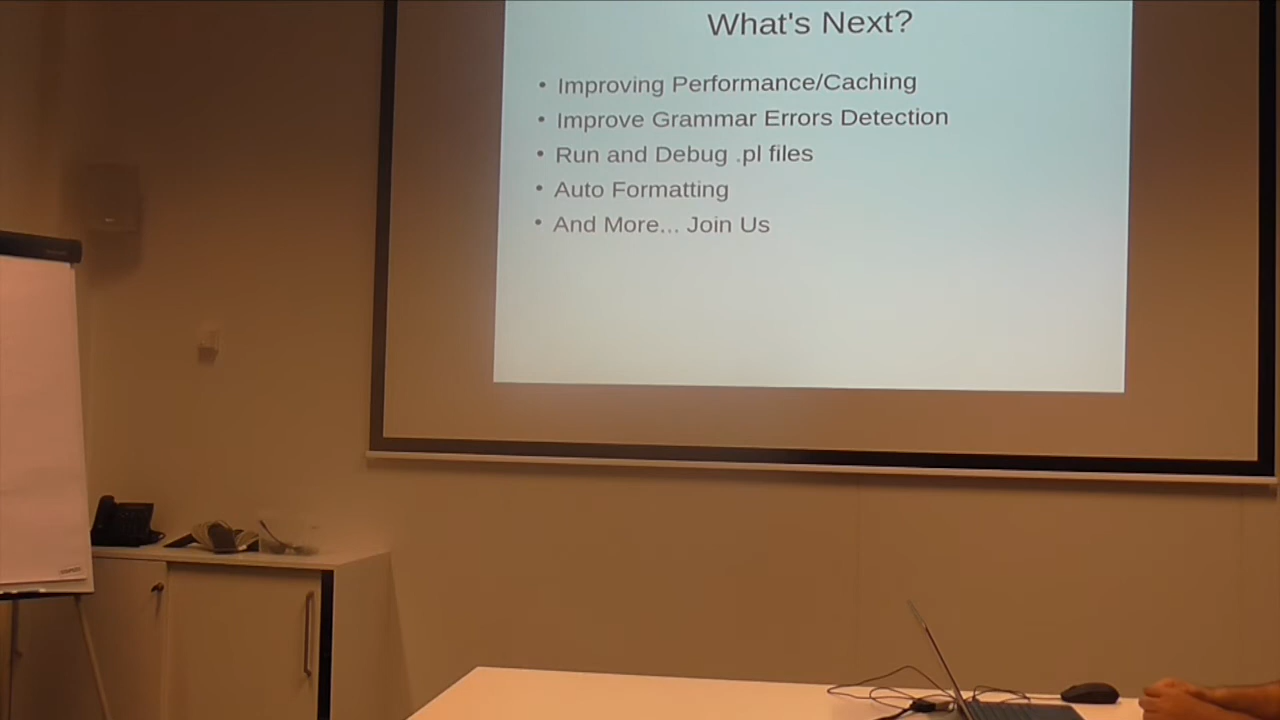 What's Next?
• Improving Performance/Caching
• Improve Grammar Errors Detection
• Run and Debug .pl files
• Auto Formatting
• And More... Join Us